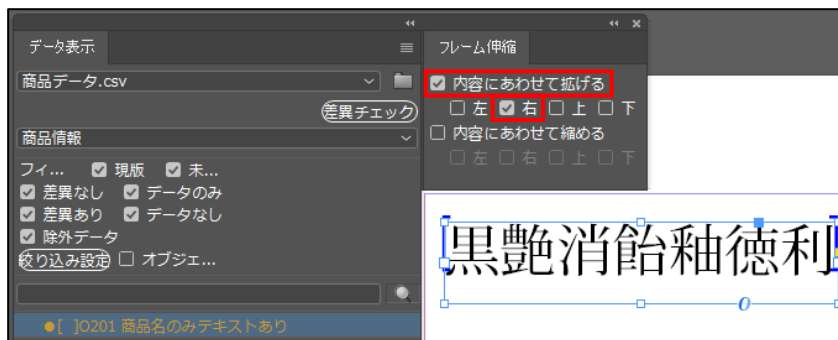 データ表示
商品データ.csv
差異チェック
商品情報
フィ... 現版 未...
差異なし データのみ
差異あり データなし
除外データ
絞り込み設定 オブジェ...
●[ ]O201 商品名のみテキストあり
フレーム伸縮
内容にあわせて拡げる
左 右 上 下
内容にあわせて縮める
左 右 上 下
黒艶消飴釉徳利